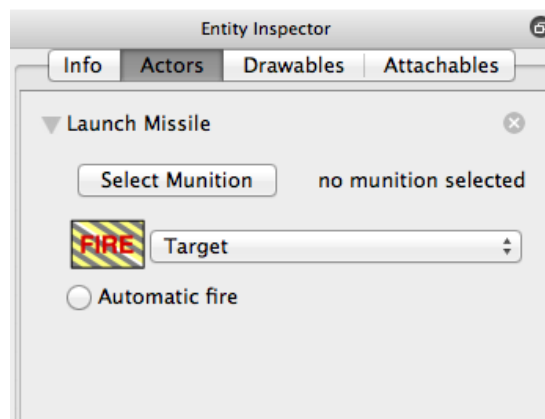 Entity Inspector
Info Actors Drawables Attachables
Launch Missile
Select Munition no munition selected
FIRE Target
Automatic fire